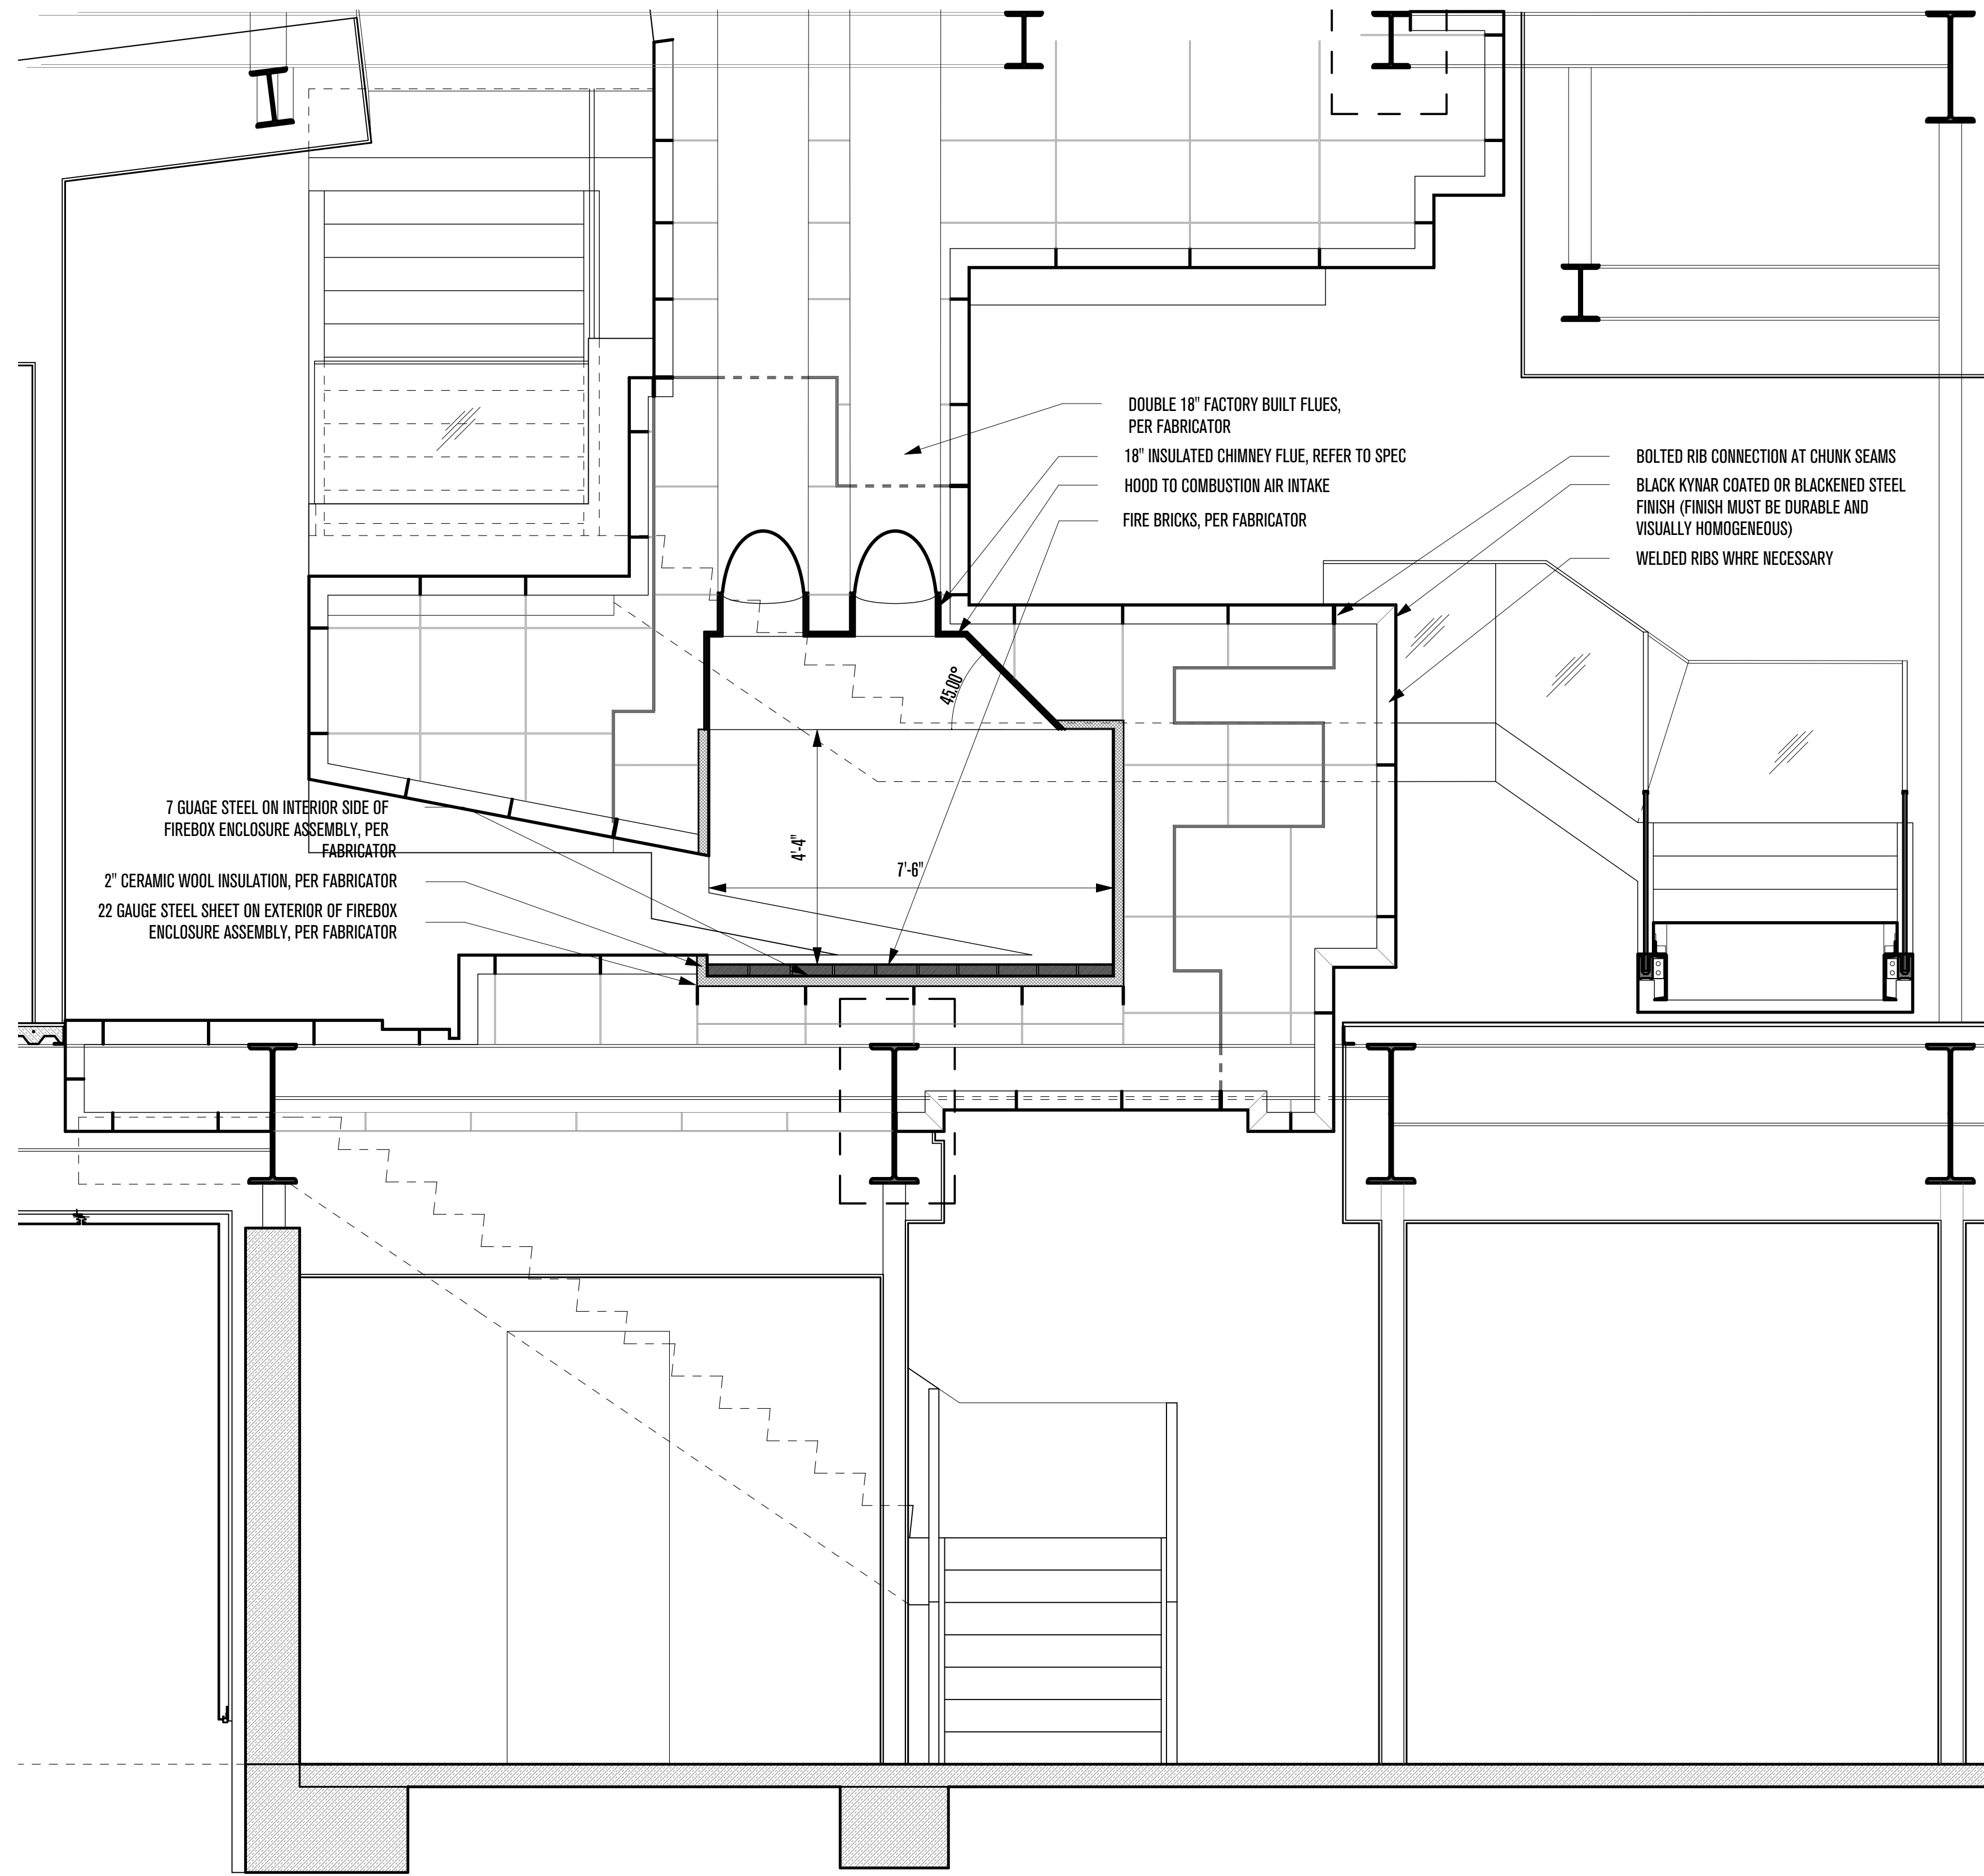 DOUBLE 18" FACTORY BUILT FLUES,
PER FABRICATOR
18" INSULATED CHIMNEY FLUE, REFER TO SPEC
HOOD TO COMBUSTION AIR INTAKE
FIRE BRICKS, PER FABRICATOR
BOLTED RIB CONNECTION AT CHUNK SEAMS
BLACK KYNAR COATED OR BLACKENED STEEL
FINISH (FINISH MUST BE DURABLE AND
VISUALLY HOMOGENEOUS)
WELDED RIBS WHRE NECESSARY
45.00°
4'-4"
7'-6"
7 GUAGE STEEL ON INTERIOR SIDE OF
FIREBOX ENCLOSURE ASSEMBLY, PER
FABRICATOR
2" CERAMIC WOOL INSULATION, PER FABRICATOR
22 GAUGE STEEL SHEET ON EXTERIOR OF FIREBOX
ENCLOSURE ASSEMBLY, PER FABRICATOR